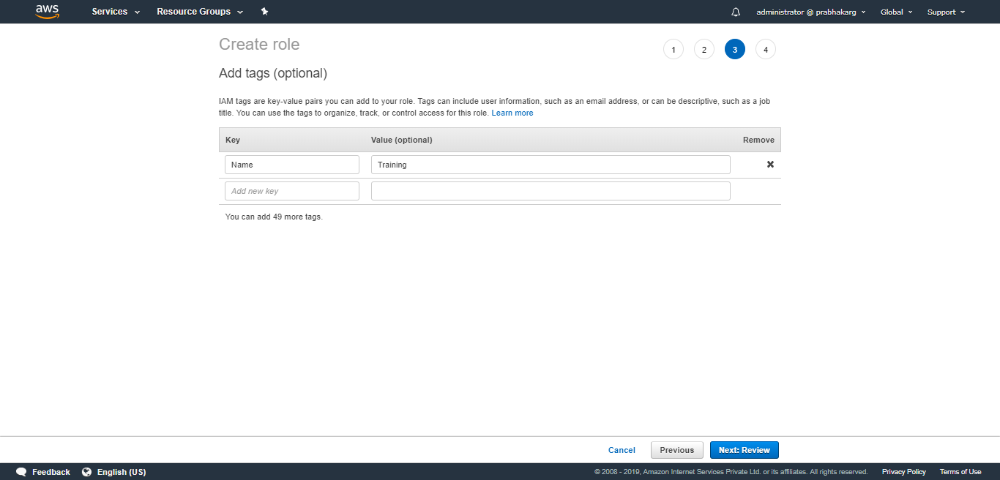 aws Services Resource Groups administrator @ prabhakarg Global Support
Create role
1 2 3 4
Add tags (optional)
IAM tags are key-value pairs you can add to your role. Tags can include user information, such as an email address, or can be descriptive, such as a job
title. You can use the tags to organize, track, or control access for this role. Learn more
Key Value (optional) Remove
Name Training
Add new key
You can add 49 more tags.
Cancel Previous Next: Review
Feedback English (US) © 2008 - 2019, Amazon Internet Services Private Ltd. or its affiliates. All rights reserved. Privacy Policy Terms of Use